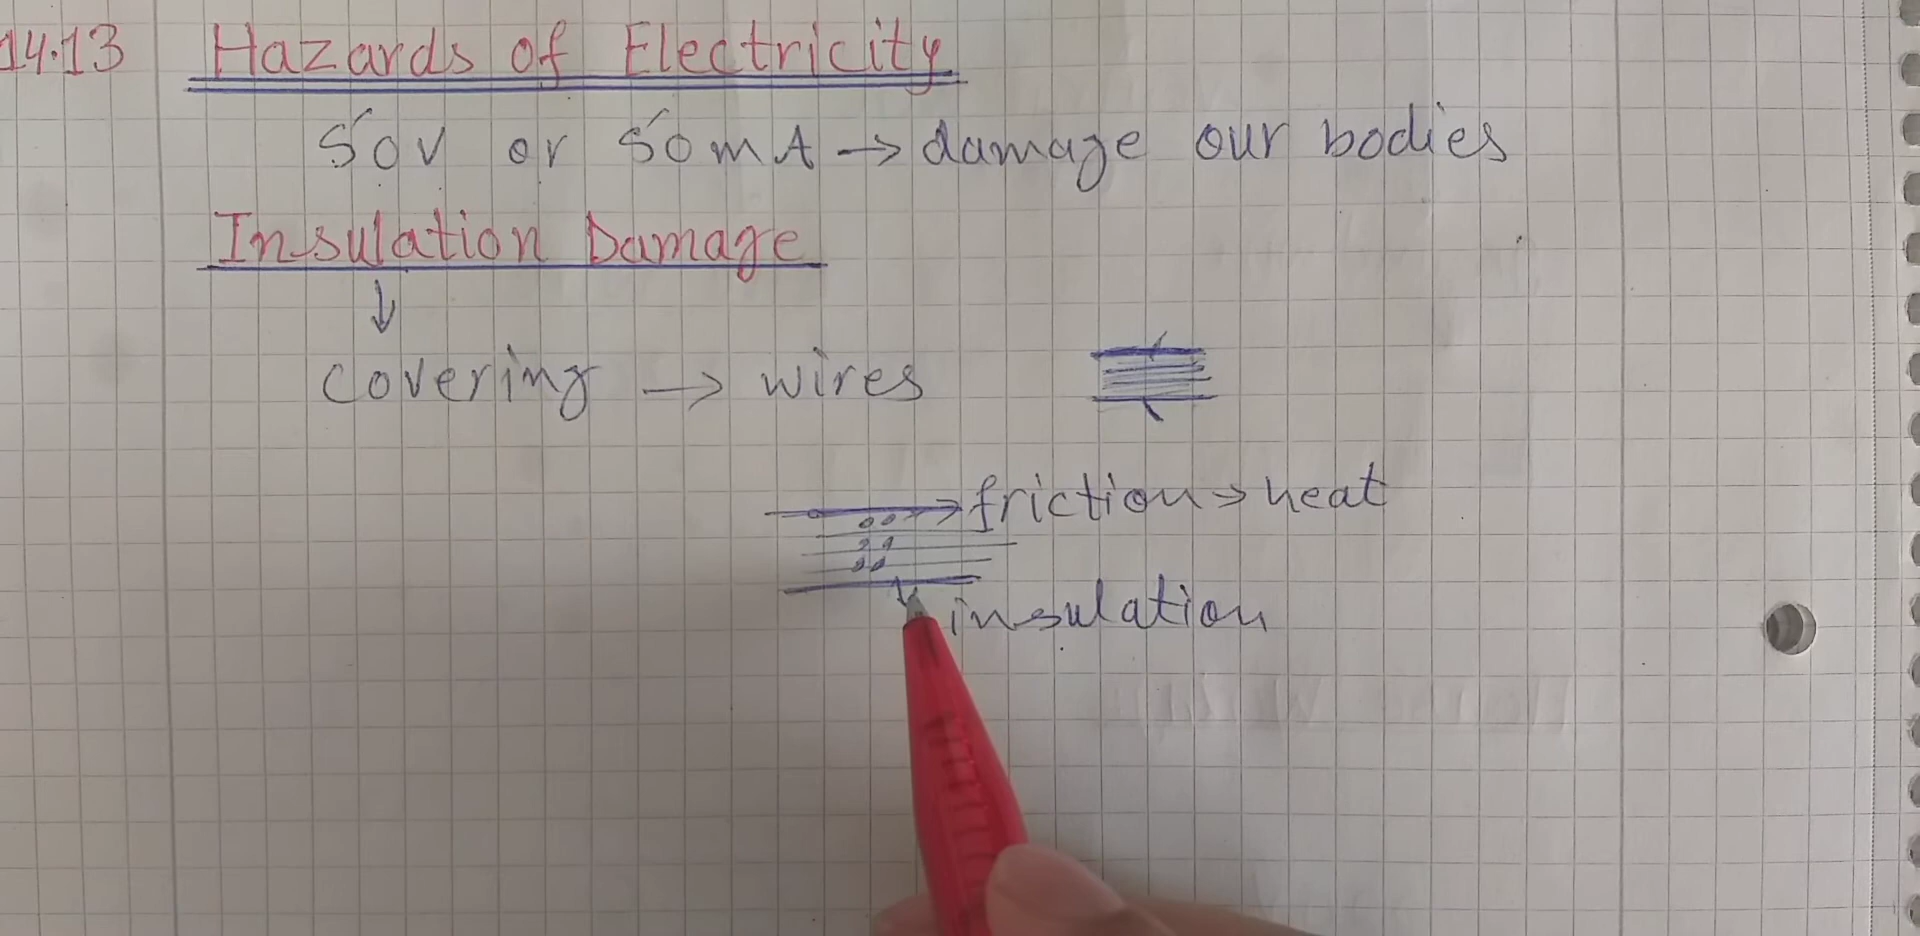 14.13 Hazards of Electricity
50V or 50mA → damage our bodies
Insulation Damage
↓
covering → wires
→ friction → heat
↓ insulation